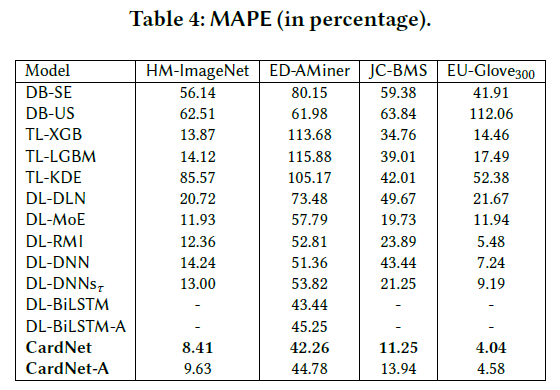 Table 4: MAPE (in percentage).
Model HM-ImageNet ED-AMiner JC-BMS EU-Glove300
DB-SE 56.14 80.15 59.38 41.91
DB-US 62.51 61.98 63.84 112.06
TL-XGB 13.87 113.68 34.76 14.46
TL-LGBM 14.12 115.88 39.01 17.49
TL-KDE 85.57 105.17 42.01 52.38
DL-DLN 20.72 73.48 49.67 21.67
DL-MoE 11.93 57.79 19.73 11.94
DL-RMI 12.36 52.81 23.89 5.48
DL-DNN 14.24 51.36 43.44 7.24
DL-DNNsτ 13.00 53.82 21.25 9.19
DL-BiLSTM - 43.44 - -
DL-BiLSTM-A - 45.25 - -
CardNet 8.41 42.26 11.25 4.04
CardNet-A 9.63 44.78 13.94 4.58